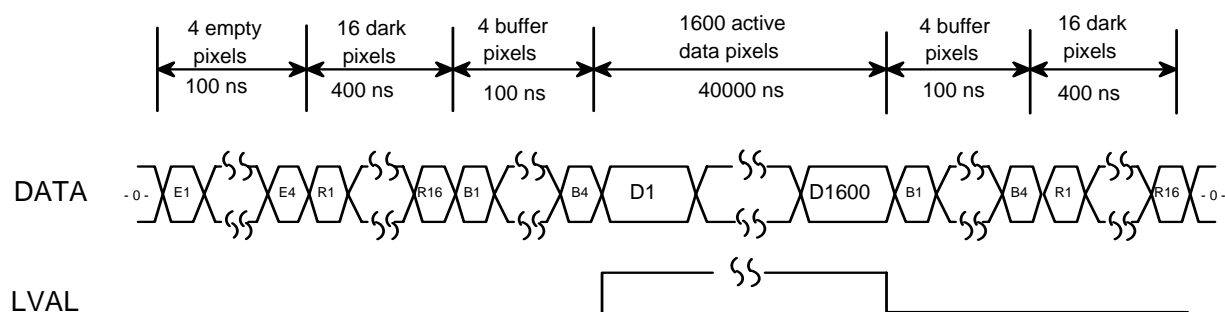 4 empty
pixels
100 ns
16 dark
pixels
400 ns
4 buffer
pixels
100 ns
1600 active
data pixels
40000 ns
4 buffer
pixels
100 ns
16 dark
pixels
400 ns
DATA - 0 - E1 E4 R1 R16 B1 B4 D1 D1600 B1 B4 R1 R16 - 0 -
LVAL